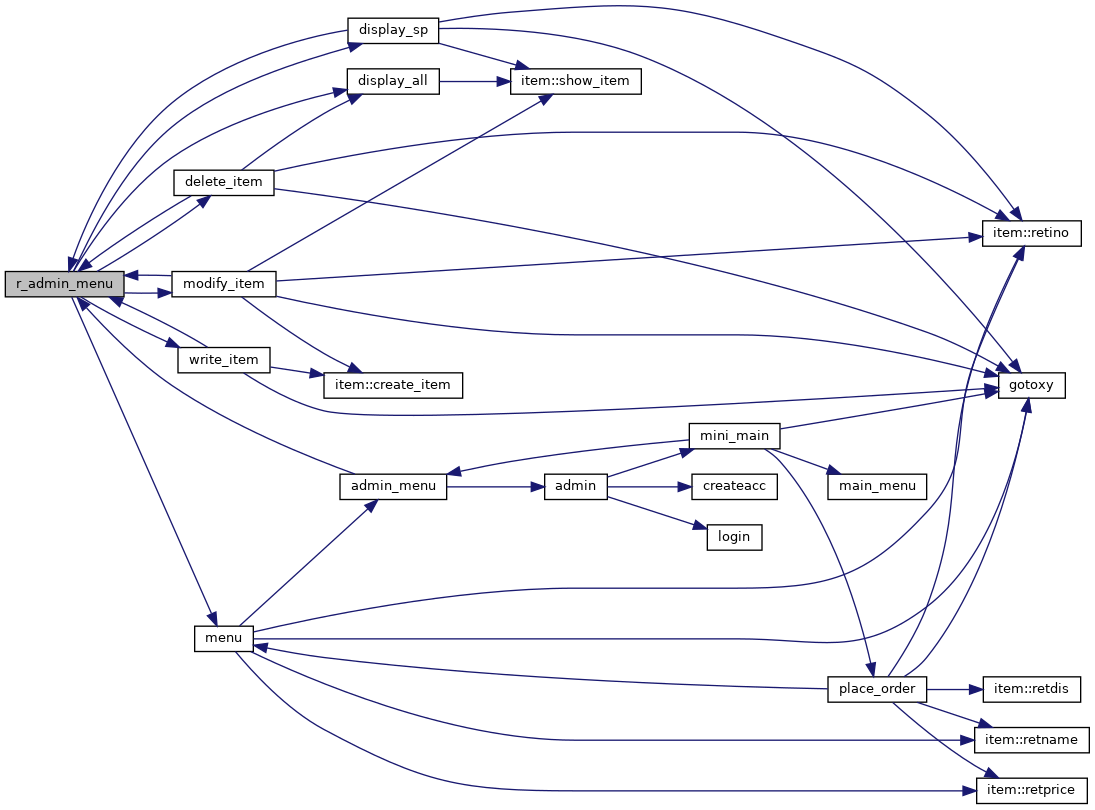 display_sp
display_all
item::show_item
delete_item
item::retino
r_admin_menu
modify_item
write_item
item::create_item
gotoxy
mini_main
admin_menu
admin
createacc
main_menu
login
menu
place_order
item::retdis
item::retname
item::retprice